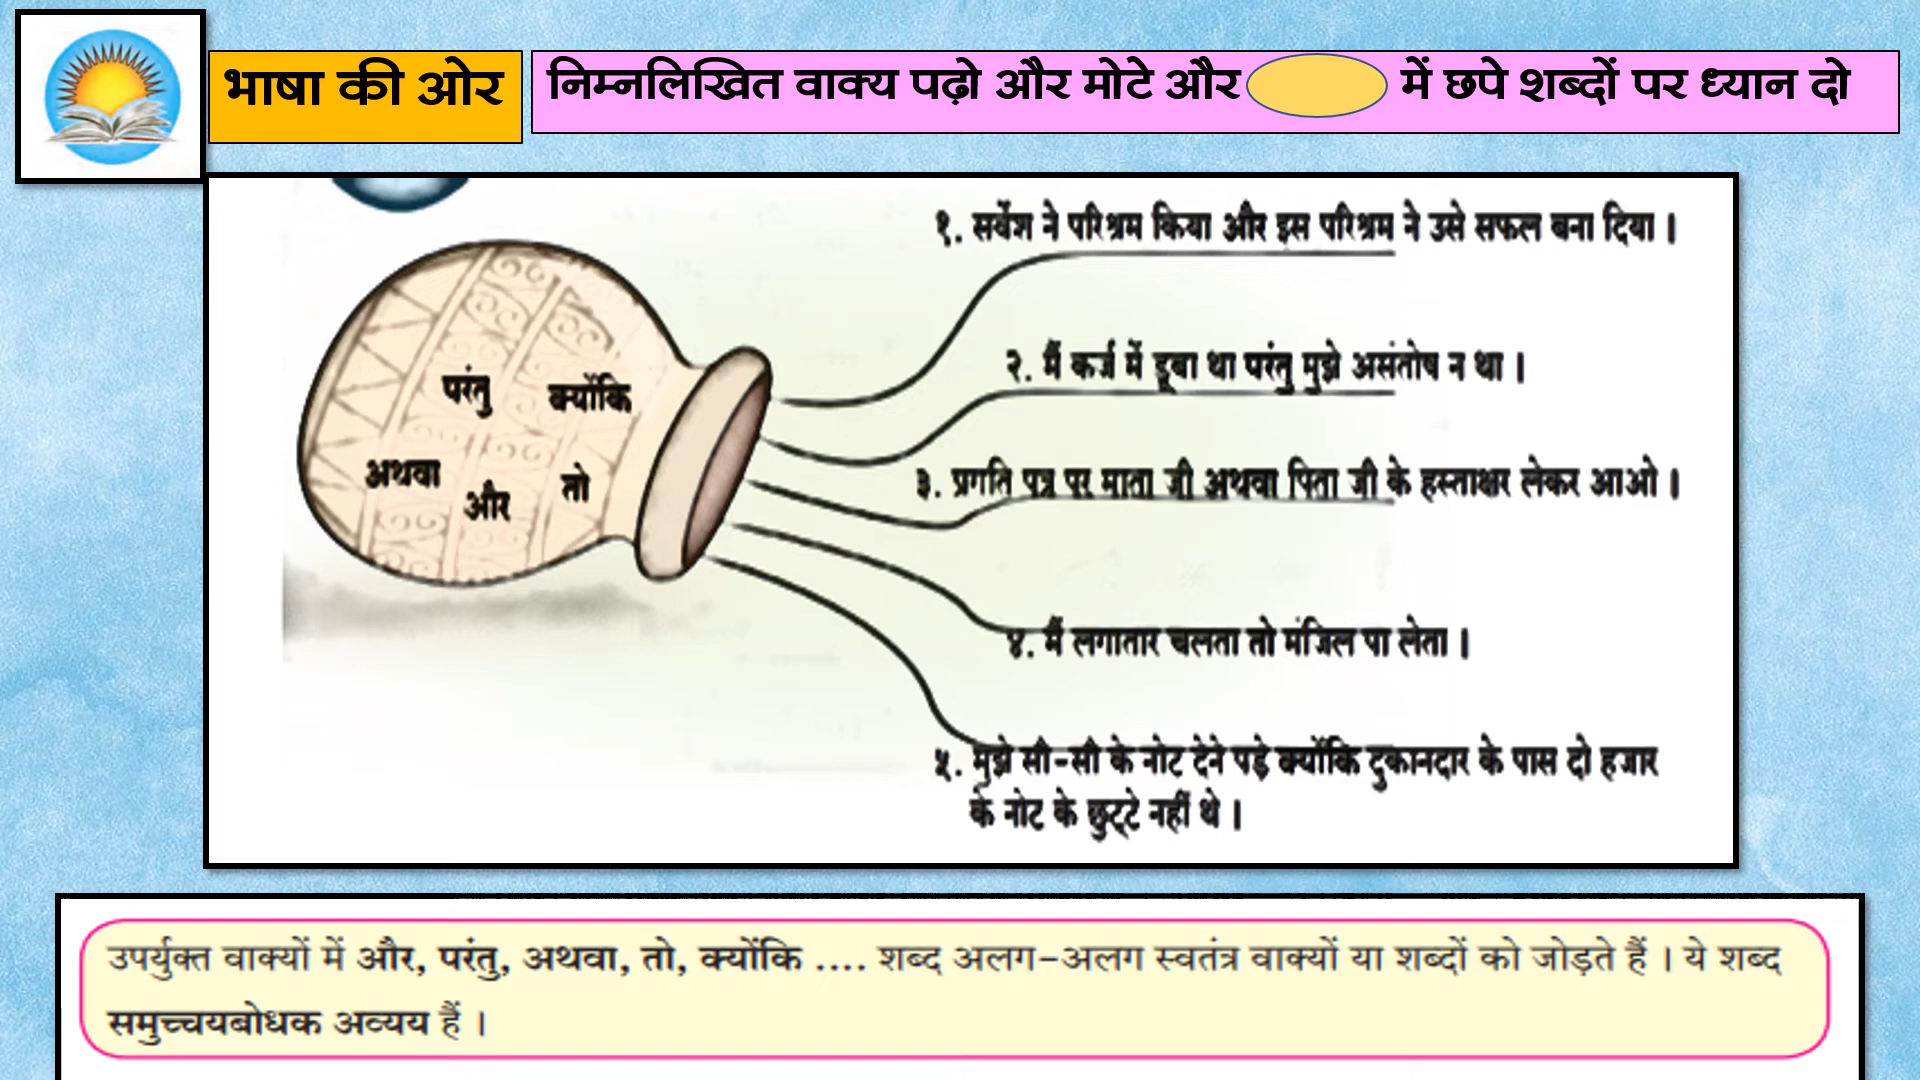 भाषा की ओर
निम्नलिखित वाक्य पढ़ो और मोटे और में छपे शब्दों पर ध्यान दो
१. सर्वेश ने परिश्रम किया और इस परिश्रम ने उसे सफल बना दिया ।
२. मैं कर्ज में डूबा था परंतु मुझे असंतोष न था ।
परंतु क्योंकि
अथवा और तो
३. प्रगति पत्र पर माता जी अथवा पिता जी के हस्ताक्षर लेकर आओ ।
४. मैं लगातार चलता तो मंजिल पा लेता ।
५. मुझे सौ-सौ के नोट देने पड़े क्योंकि दुकानदार के पास दो हजार
के नोट के छुट्टे नहीं थे ।
उपर्युक्त वाक्यों में और, परंतु, अथवा, तो, क्योंकि .... शब्द अलग-अलग स्वतंत्र वाक्यों या शब्दों को जोड़ते हैं । ये शब्द
समुच्चयबोधक अव्यय हैं ।